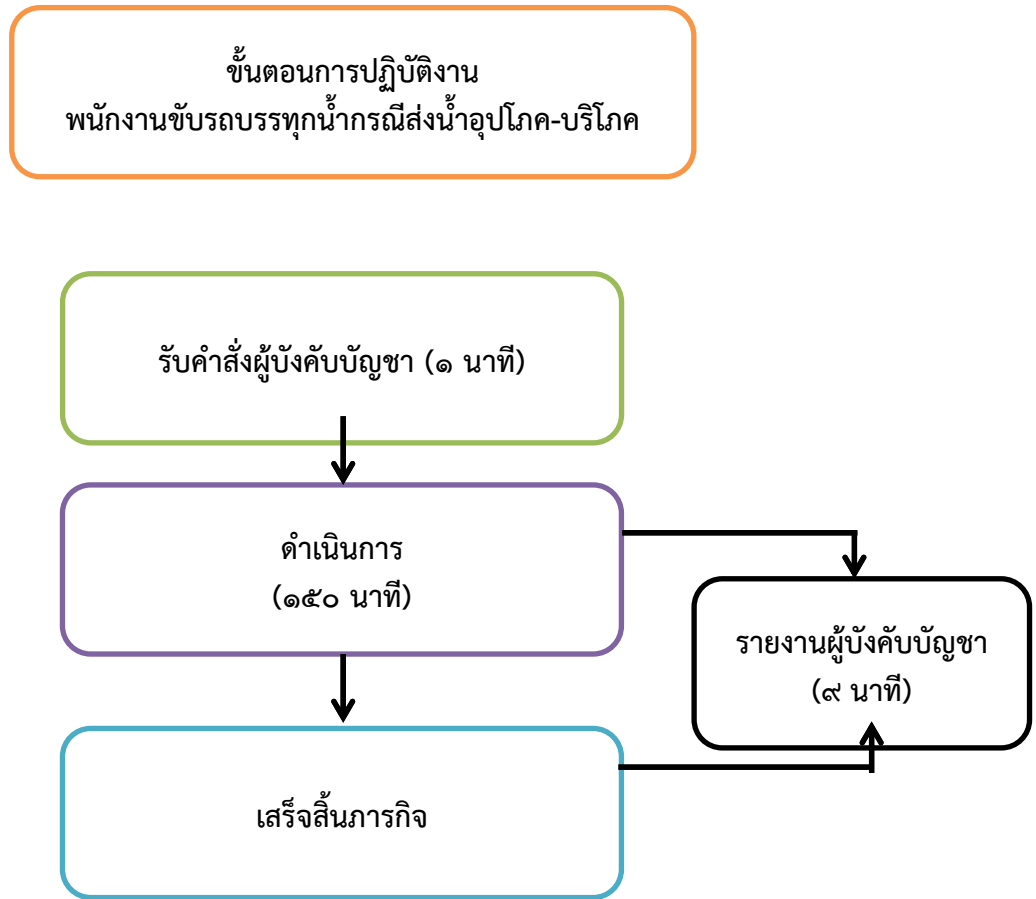 ขั้นตอนการปฏิบัติงาน
พนักงานขับรถบรรทุกน้ำกรณีส่งน้ำอุปโภค-บริโภค
รับคำสั่งผู้บังคับบัญชา (๑ นาที)
ดำเนินการ
(๑๕๐ นาที)
รายงานผู้บังคับบัญชา
(๙ นาที)
เสร็จสิ้นภารกิจ